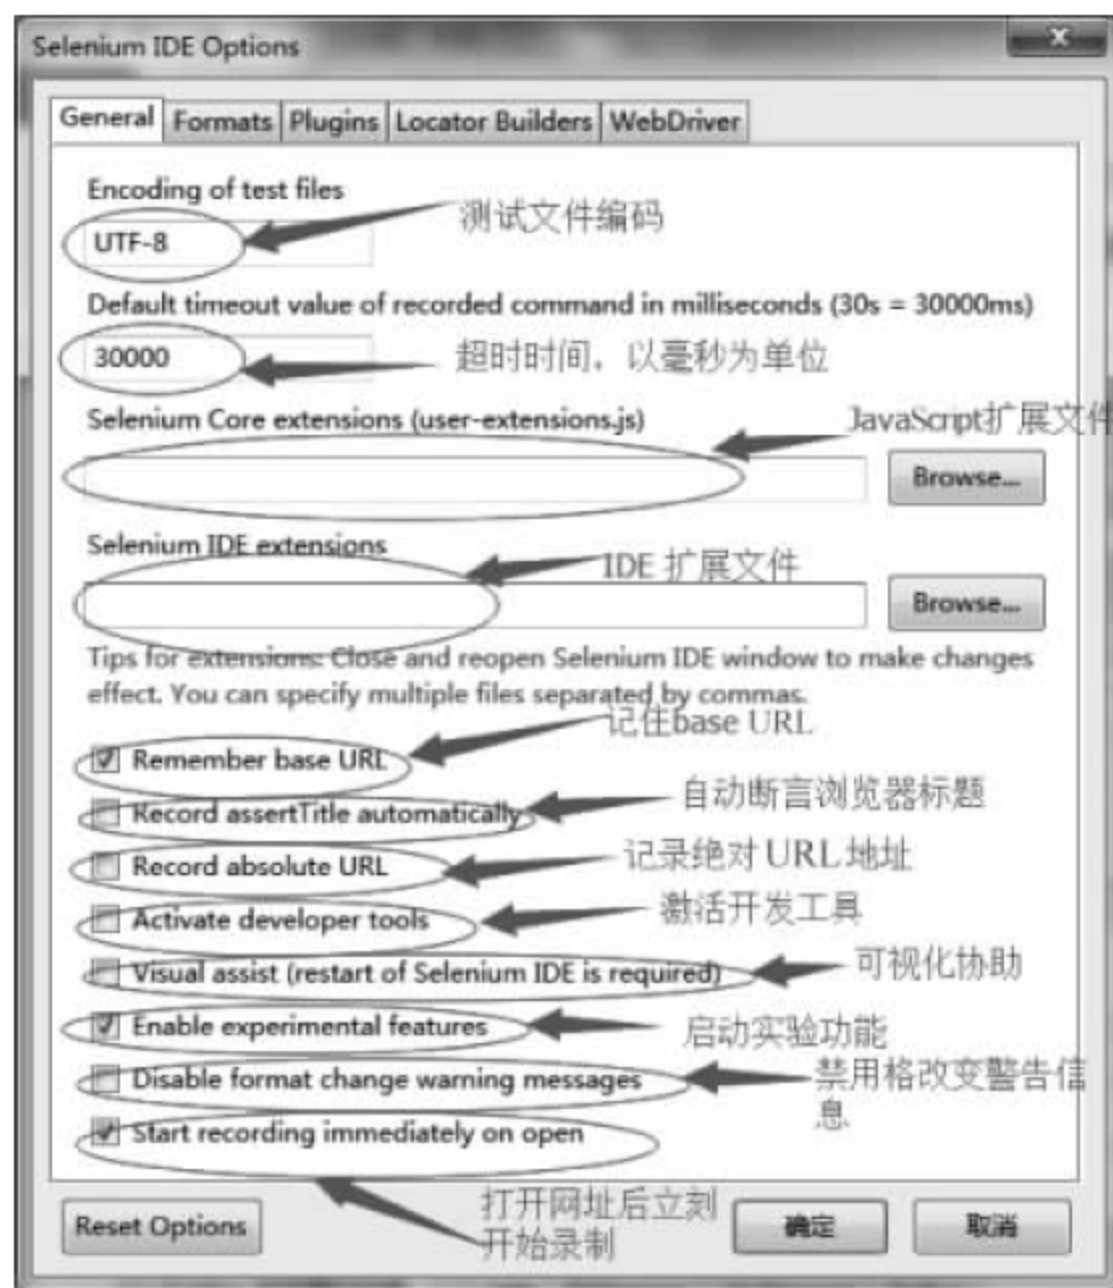 Selenium IDE Options
General Formats Plugins Locator Builders WebDriver
Encoding of test files
测试文件编码
UTF-8
Default timeout value of recorded command in milliseconds (30s = 30000ms)
30000
超时时间，以毫秒为单位
Selenium Core extensions (user-extensions.js)
JavaScript扩展文件
Browse...
Selenium IDE extensions
IDE 扩展文件
Browse...
Tips for extensions: Close and reopen Selenium IDE window to make changes
effect. You can specify multiple files separated by commas.
记住base URL
Remember base URL
自动断言浏览器标题
Record assertTitle automatically
记录绝对 URL 地址
Record absolute URL
激活开发工具
Activate developer tools
可视化协助
Visual assist (restart of Selenium IDE is required)
Enable experimental features
启动实验功能
Disable format change warning messages
禁用格改变警告信
息
Start recording immediately on open
打开网址后立刻
开始录制
Reset Options
确定
取消